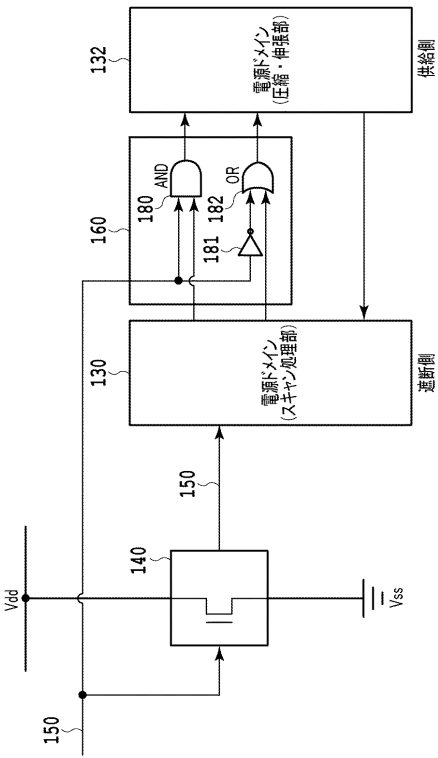 150
Vdd
140
Vss
150
130
電源ドメイン
(スキャン処理部)
遮断側
160
180
AND
181
182
OR
132
電源ドメイン
(圧縮・伸張部)
供給側